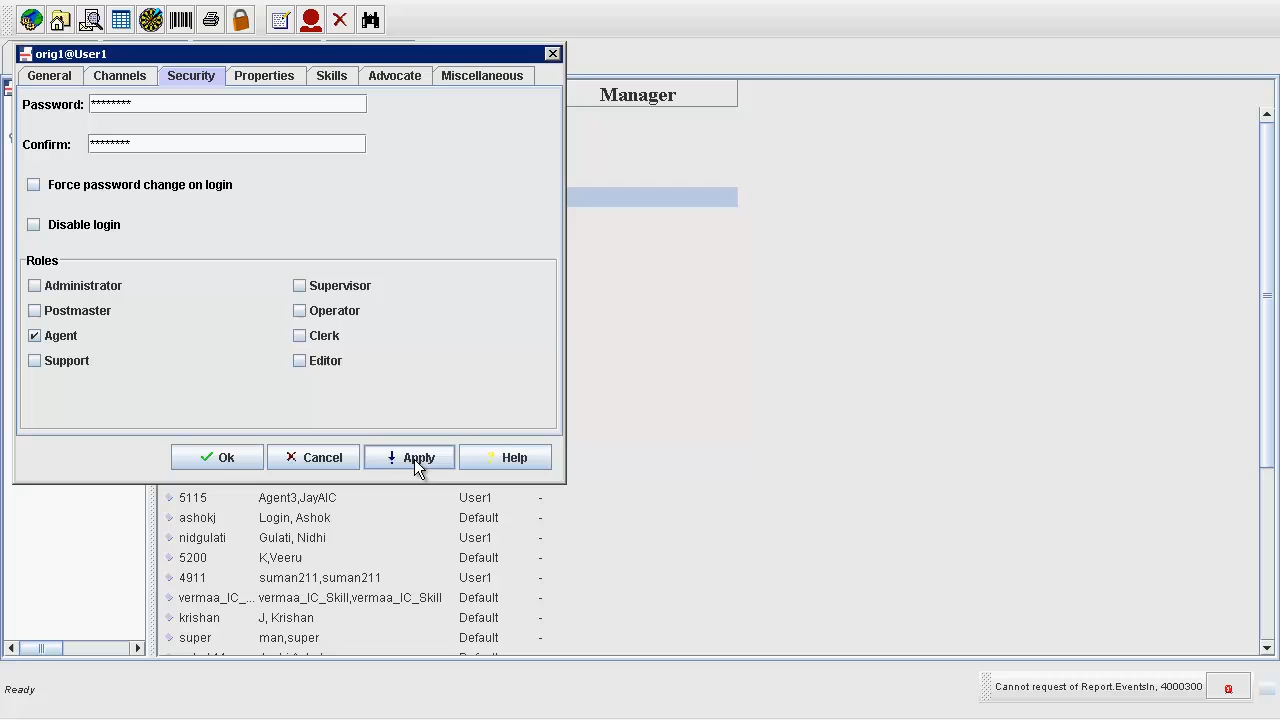 orig1@User1
General Channels Security Properties Skills Advocate Miscellaneous
Manager
Password: ********
Confirm: ********
Force password change on login
Disable login
Roles
Administrator Supervisor
Postmaster Operator
Agent Clerk
Support Editor
Ok Cancel Apply Help
5115 Agent3,JayAIC User1 -
ashokj Login, Ashok Default -
nidgulati Gulati, Nidhi User1 -
5200 K,Veeru Default -
4911 suman211,suman211 User1 -
vermaa_IC_... vermaa_IC_Skill,vermaa_IC_Skill Default -
krishan J, Krishan Default -
super man,super Default -
Ready
Cannot request of Report.EventsIn, 4000300